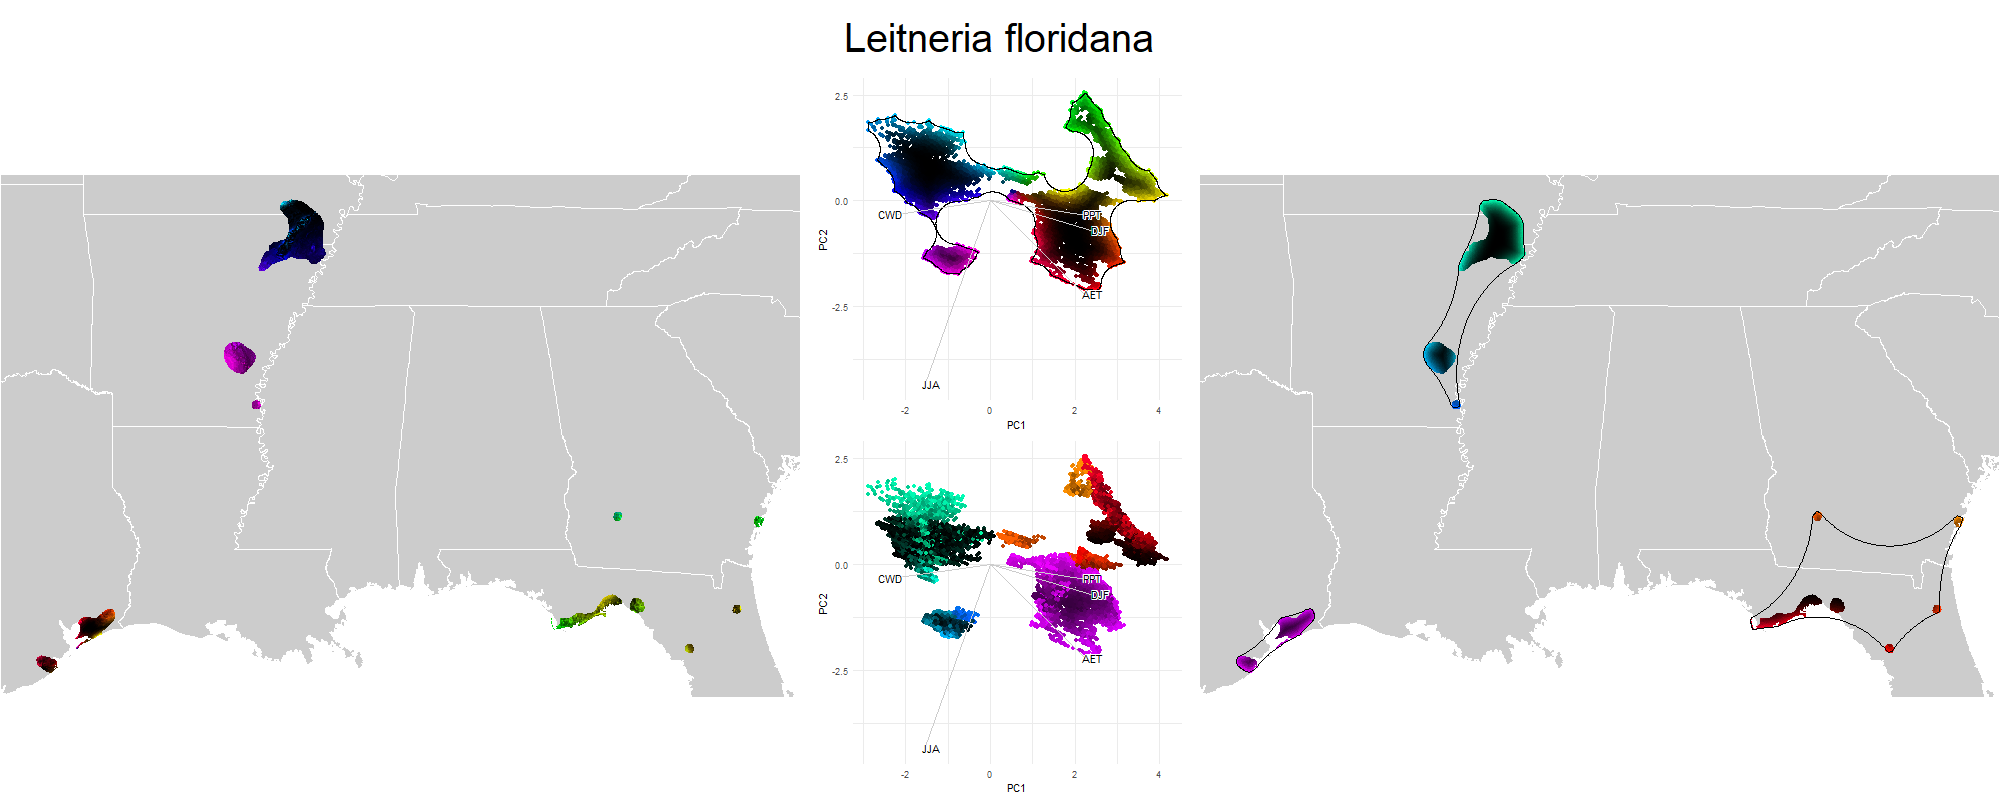 Leitneria floridana
2.5
0.0
-2.5
PC2
CWD
PPT
DJF
AET
JJA
-2 0 2 4
PC1
2.5
0.0
-2.5
PC2
CWD
PPT
DJF
AET
JJA
-2 0 2 4
PC1